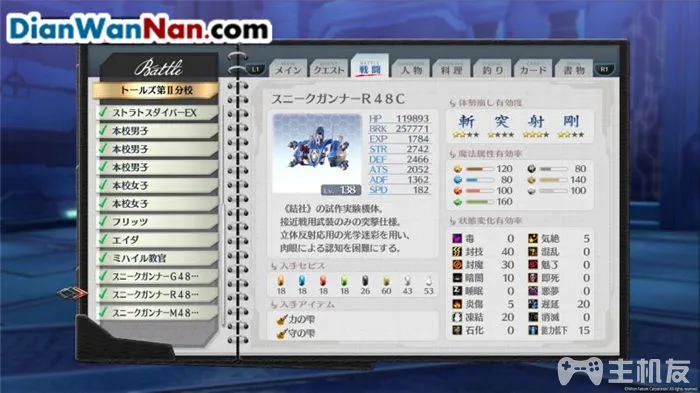 DianWanNan.com
L1
メイン
クエスト
BATTLE
戦闘
人物
料理
釣り
カード
書物
R1
Battle
トールズ第Ⅱ分校
ストラトスダイバーEX
本校男子
本校男子
本校男子
本校女子
本校女子
フリッツ
エイダ
ミハイル教官
スニークガンナーG48…
スニークガンナーR48…
スニークガンナーM48…
スニークガンナーR48C
Lv. 138
HP 119893
BRK 257771
EXP 1784
STR 2742
DEF 2466
ATS 2052
ADF 1362
SPD 182
《結社》の試作実験機体。
接近戦用武装のみの突撃仕様。
立体反射応用の光学迷彩を用い、
肉眼による認知を困難にする。
入手セピス
18 18 18 18 26 60 43 53
入手アイテム
力の雫
守の雫
体勢崩し有効度
斬 突 射 剛
魔法属性有効率
120 80
80 140
100 100
160
状態変化有効率
毒 0 気絶 5
封技 40 混乱 0
封魔 30 魅了 0
暗闇 10 即死 0
睡眠 0 悪夢 0
炎傷 5 遅延 20
凍結 20 消滅 0
石化 0 能力低下 15
主机友